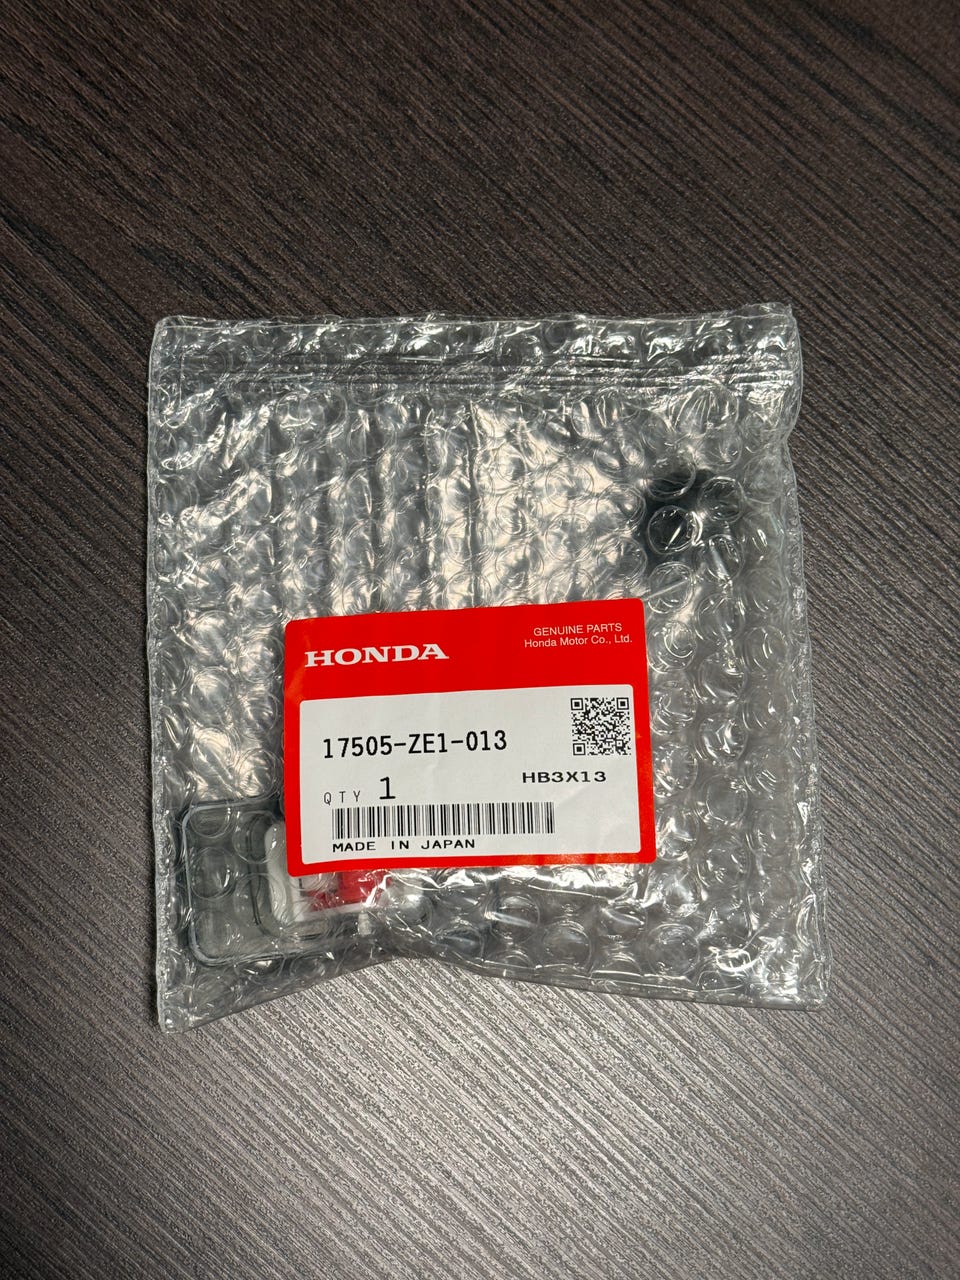 HONDA
GENUINE PARTS
Honda Motor Co., Ltd.
17505-ZE1-013
HB3X13
QTY 1
MADE IN JAPAN